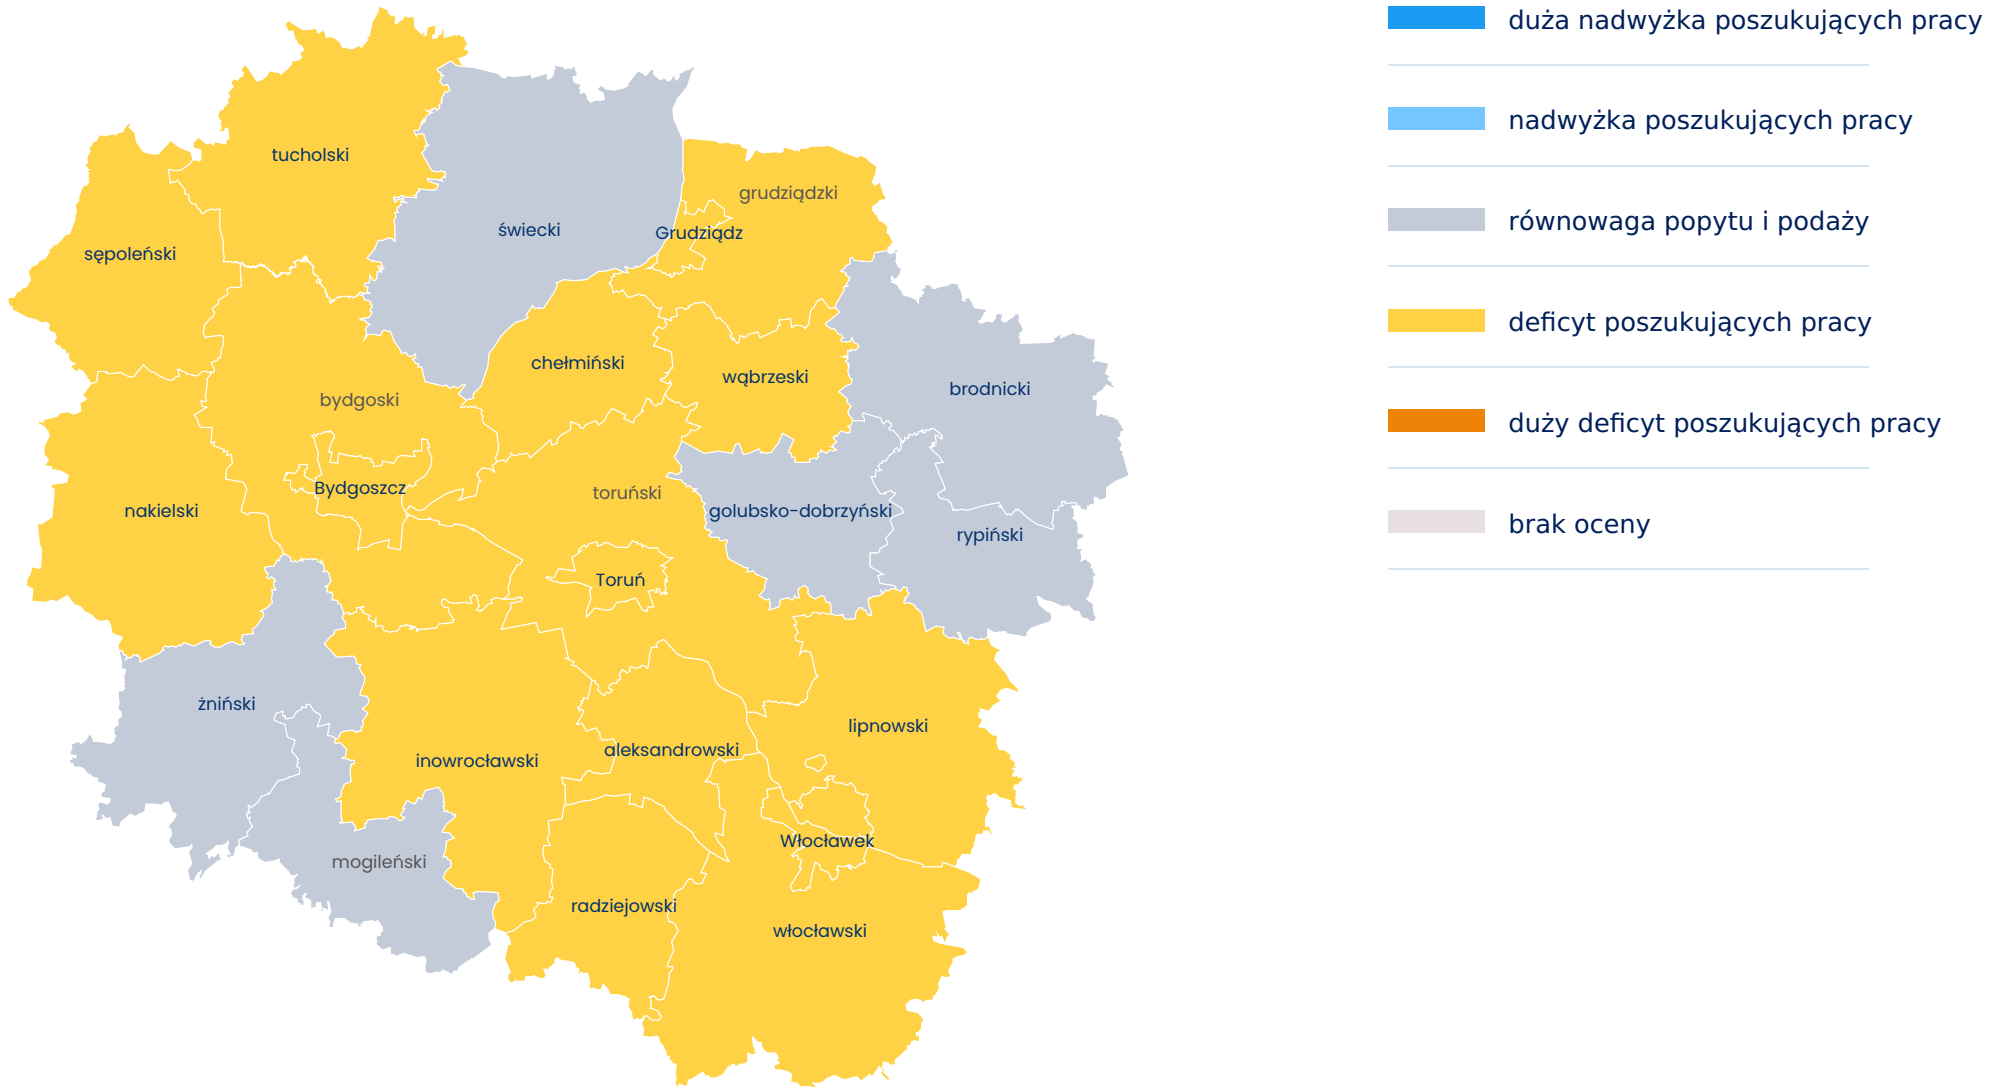 tucholski
grudziądzki
świecki
Grudziądz
sępoleński
chełmiński
wąbrzeski
brodnicki
bydgoski
Bydgoszcz
toruński
nakielski
golubsko-dobrzyński
rypiński
Toruń
żniński
lipnowski
aleksandrowski
inowrocławski
Włocławek
mogileński
radziejowski
włocławski
duża nadwyżka poszukujących pracy
nadwyżka poszukujących pracy
równowaga popytu i podaży
deficyt poszukujących pracy
duży deficyt poszukujących pracy
brak oceny